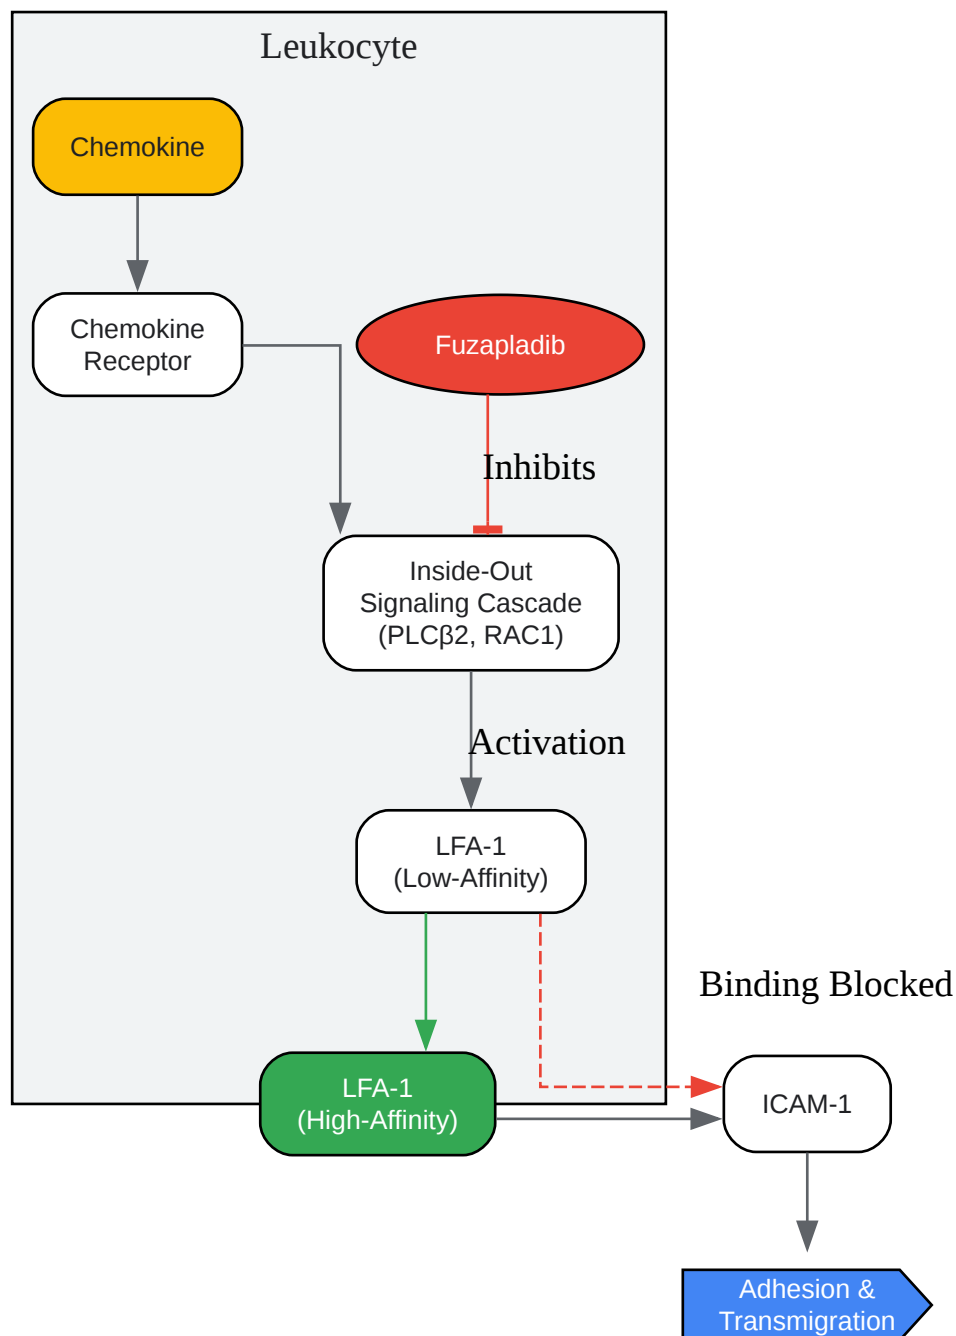 Leukocyte
Chemokine
Chemokine
Receptor
Fuzapladib
Inhibits
Inside-Out
Signaling Cascade
(PLCβ2, RAC1)
Activation
LFA-1
(Low-Affinity)
Binding Blocked
LFA-1
(High-Affinity)
ICAM-1
Adhesion &
Transmigration